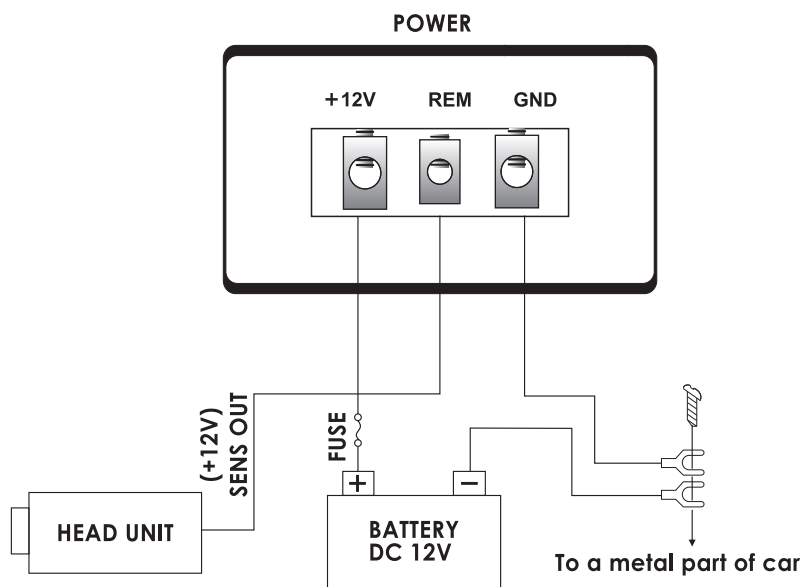 POWER
+12V REM GND
(+12V)
SENS OUT
FUSE
+ −
HEAD UNIT
BATTERY
DC 12V
To a metal part of car